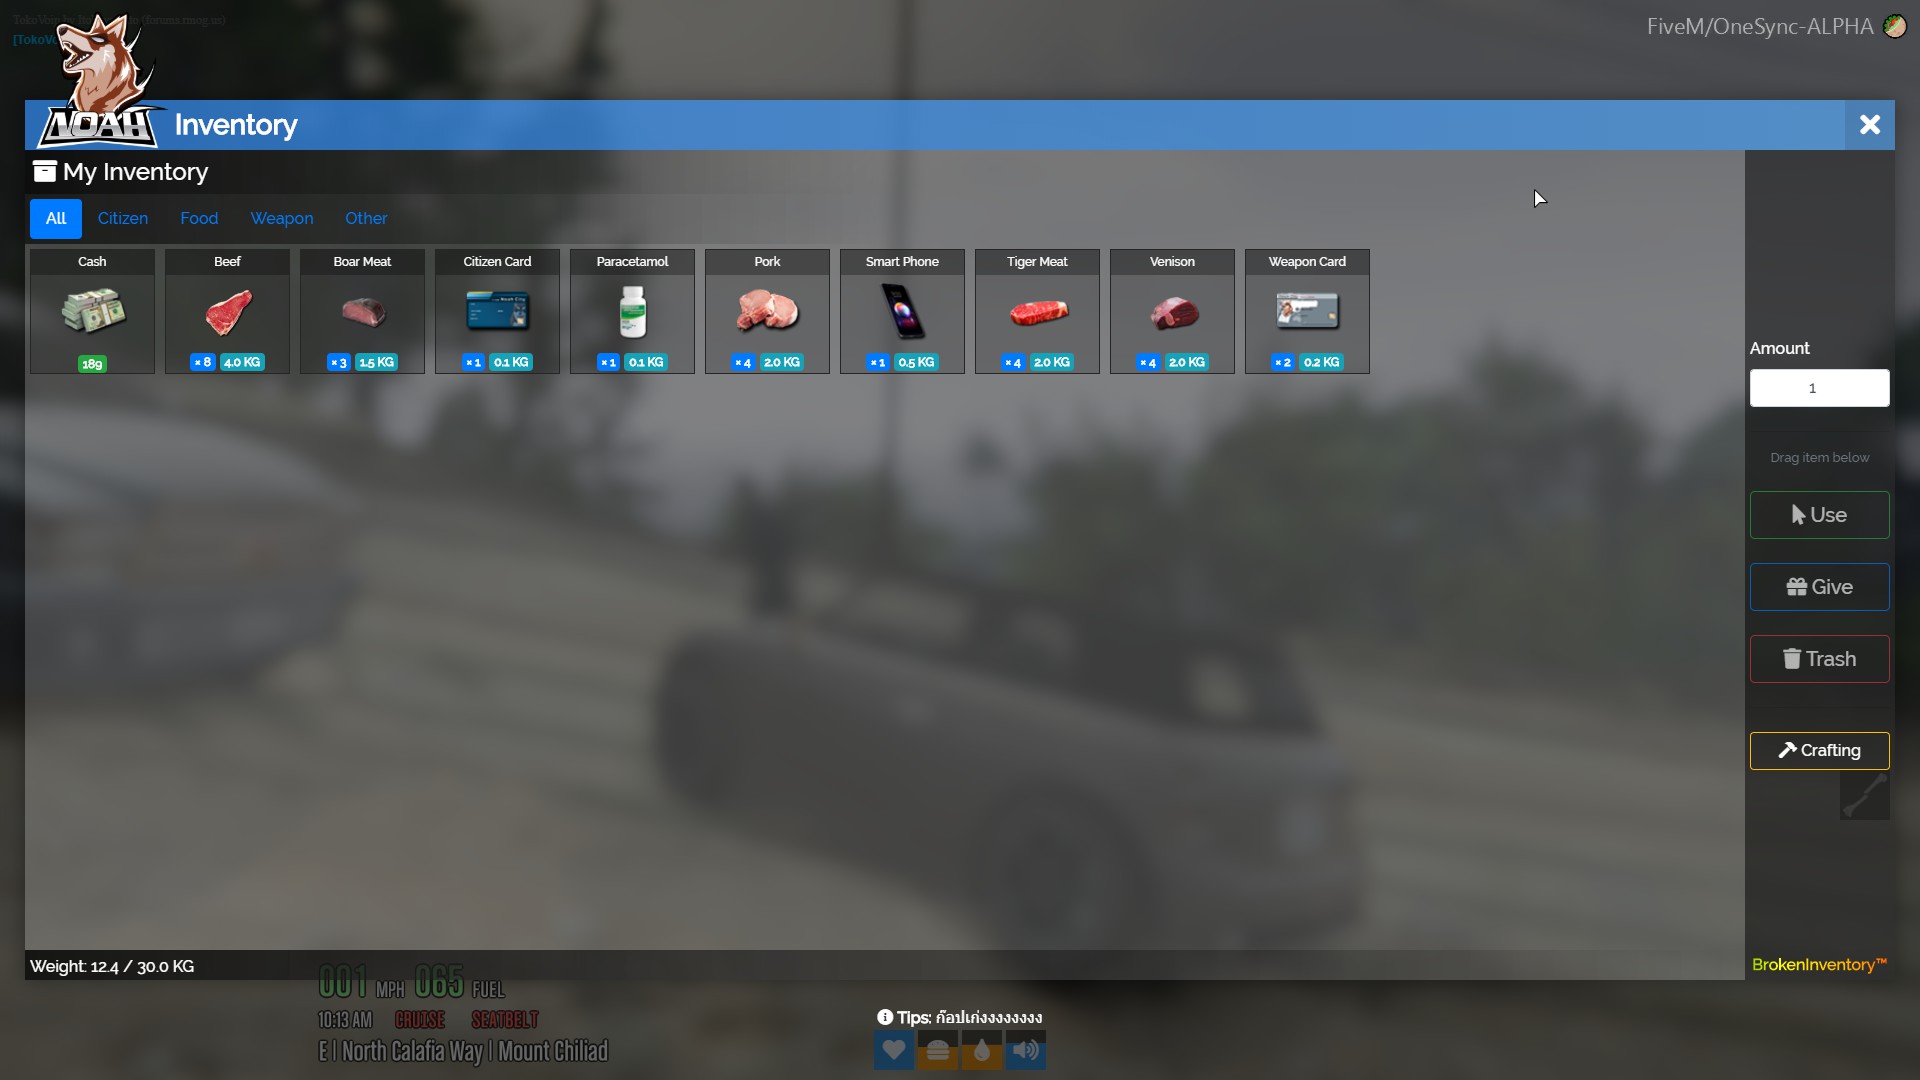 FiveM/OneSync-ALPHA
[TokoVo
NOAH
Inventory
My Inventory
All Citizen Food Weapon Other
Cash Beef Boar Meat Citizen Card Paracetamol Pork Smart Phone Tiger Meat Venison Weapon Card
189 × 8 4.0 KG × 3 1.5 KG × 1 0.1 KG × 1 0.1 KG × 4 2.0 KG × 1 0.5 KG × 4 2.0 KG × 4 2.0 KG × 2 0.2 KG
Amount
1
Drag item below
Use
Give
Trash
Crafting
Weight: 12.4 / 30.0 KG
BrokenInventory™
001 MPH 065 FUEL
10:13 AM CRUISE SEATBELT
E | North Calafia Way | Mount Chiliad
Tips: ก๊อปเก่งงงงงงงง